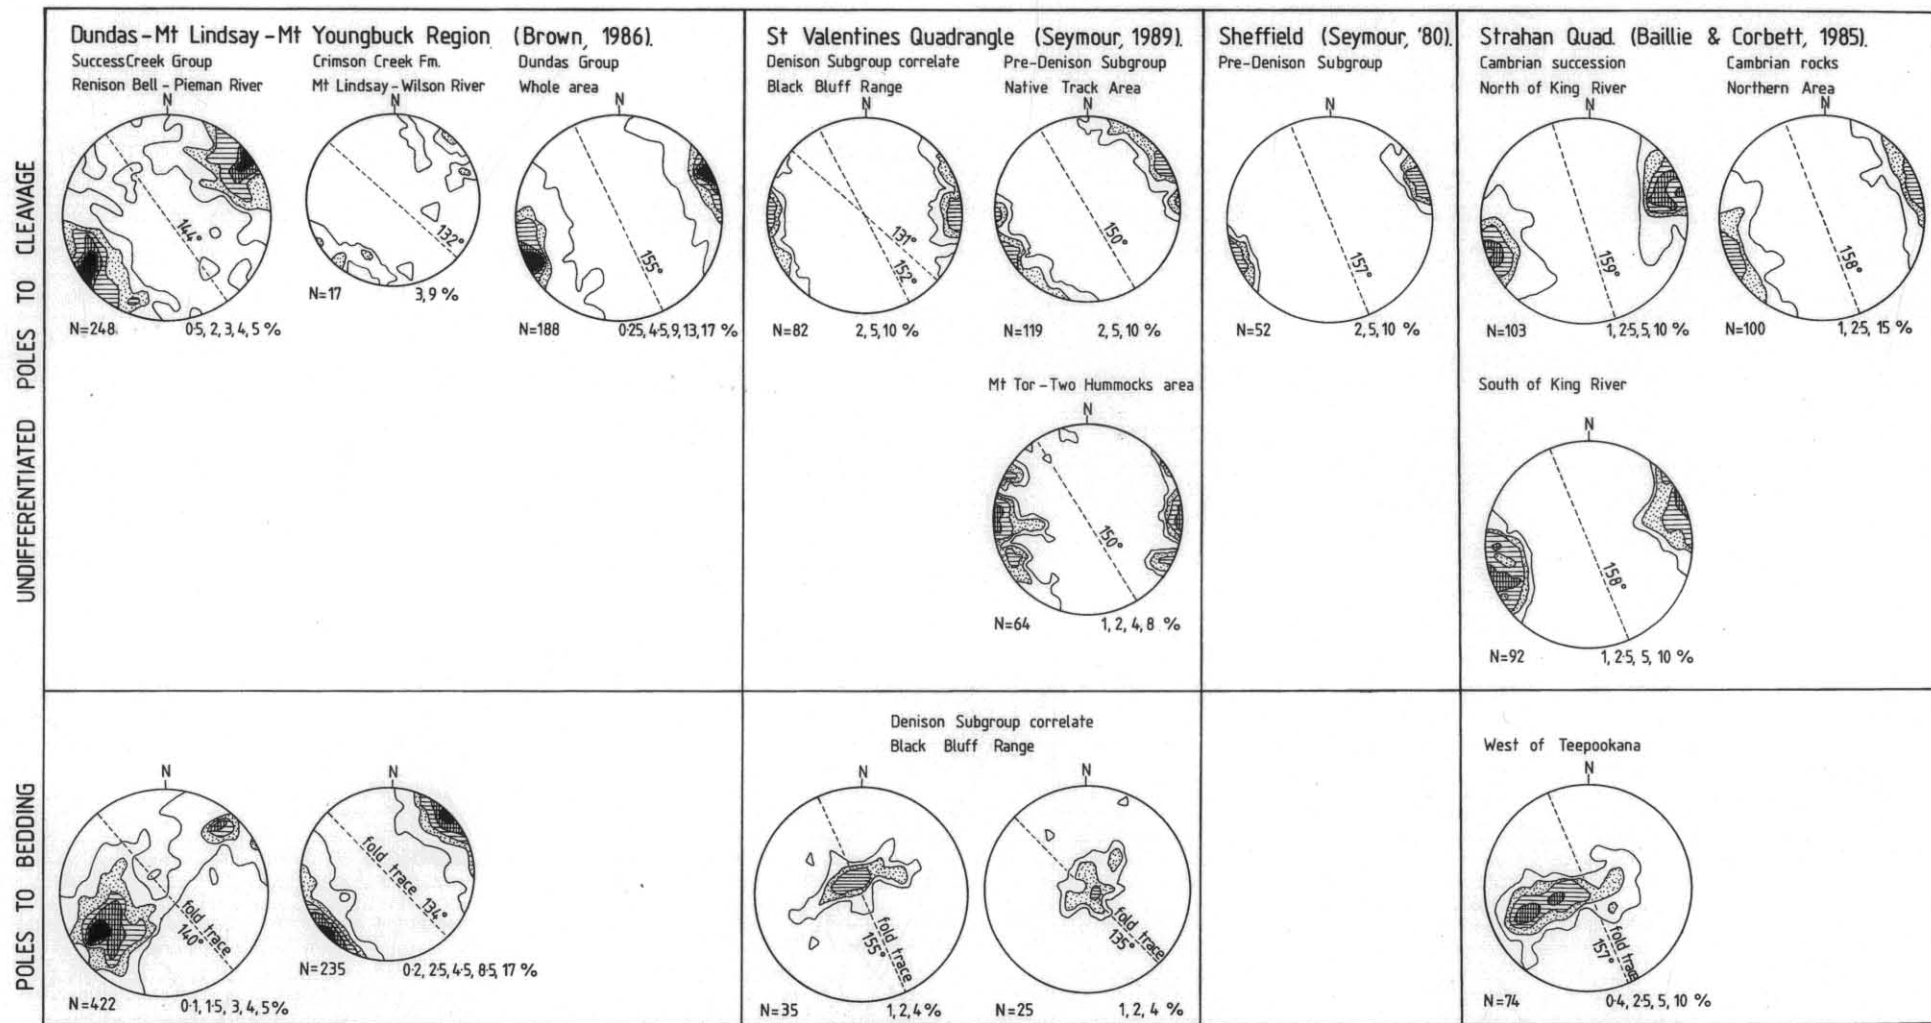 Dundas-Mt Lindsay-Mt Youngbuck Region (Brown, 1986).
Success Creek Group
Renison Bell - Pieman River
N
144°
N=248
0·5, 2, 3, 4, 5 %
Crimson Creek Fm.
Mt Lindsay-Wilson River
N
132°
N=17
3, 9 %
Dundas Group
Whole area
N
155°
N=188
0·25, 4·5, 9, 13, 17 %
St Valentines Quadrangle (Seymour, 1989).
Denison Subgroup correlate
Black Bluff Range
N
131°
152°
N=82
2, 5, 10 %
Pre-Denison Subgroup
Native Track Area
N
150°
N=119
2, 5, 10 %
Mt Tor-Two Hummocks area
N
150°
N=64
1, 2, 4, 8 %
Sheffield (Seymour, '80).
Pre-Denison Subgroup
N
157°
N=52
2, 5, 10 %
Strahan Quad. (Baillie & Corbett, 1985).
Cambrian succession
North of King River
N
159°
N=103
1, 2·5, 5, 10 %
Cambrian rocks
Northern Area
N
158°
N=100
1, 2·5, 15 %
South of King River
N
158°
N=92
1, 2·5, 5, 10 %
UNDIFFERENTIATED POLES TO CLEAVAGE
POLES TO BEDDING
N
fold trace
140°
N=422
0·1, 1·5, 3, 4, 5%
N
fold trace
134°
N=235
0·2, 2·5, 4·5, 8·5, 17 %
Denison Subgroup correlate
Black Bluff Range
N
fold trace
155°
N=35
1, 2, 4%
N
fold trace
135°
N=25
1, 2, 4 %
West of Teepookana
N
fold trace
157°
N=74
0·4, 2·5, 5, 10 %